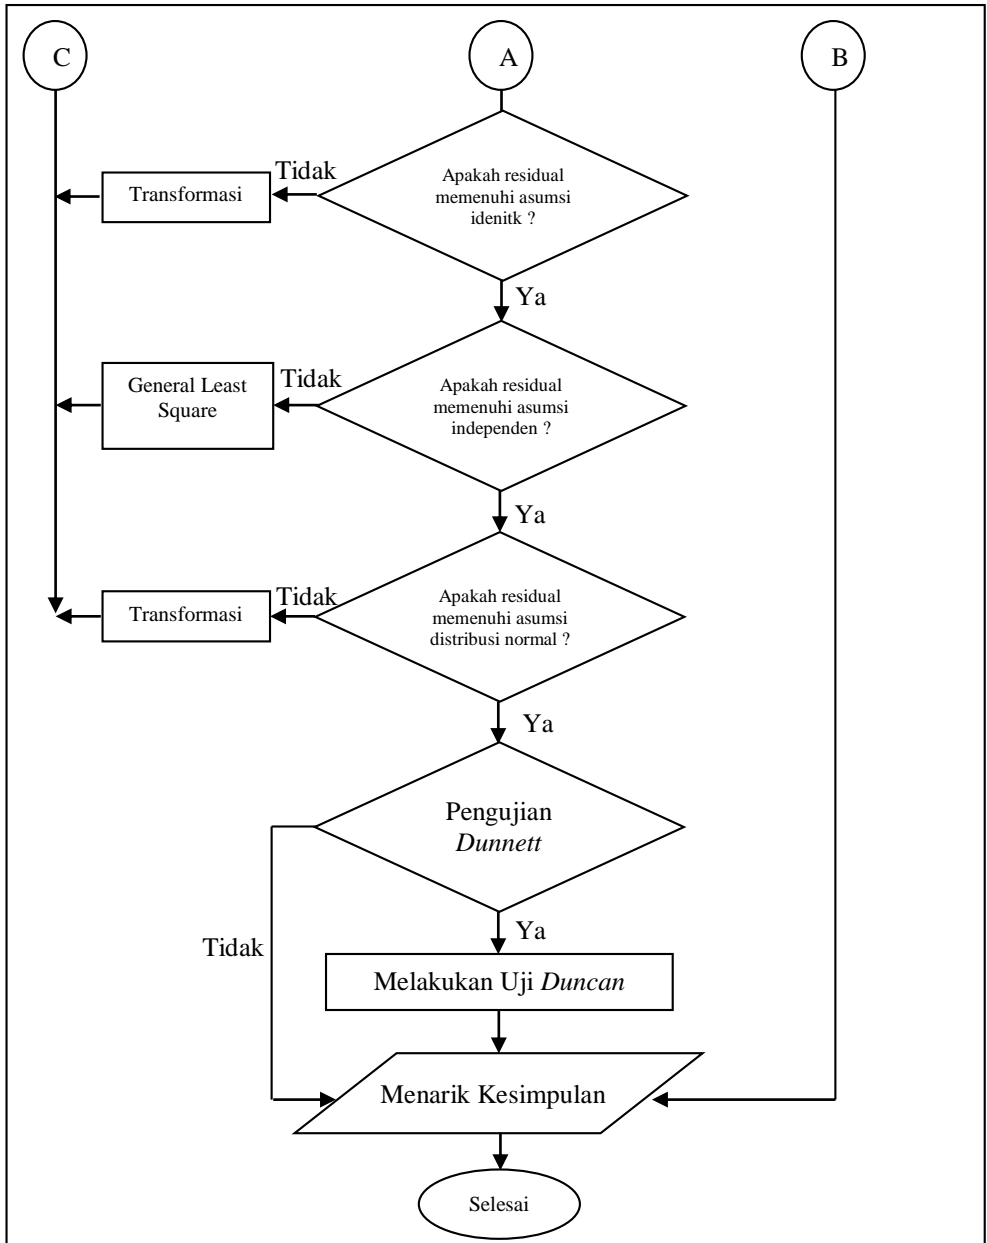 C
A
B
Apakah residual
memenuhi asumsi
idenitk ?
Tidak
Transformasi
Ya
Apakah residual
memenuhi asumsi
independen ?
Tidak
General Least
Square
Ya
Apakah residual
memenuhi asumsi
distribusi normal ?
Tidak
Transformasi
Ya
Pengujian
Dunnett
Tidak
Ya
Melakukan Uji Duncan
Menarik Kesimpulan
Selesai